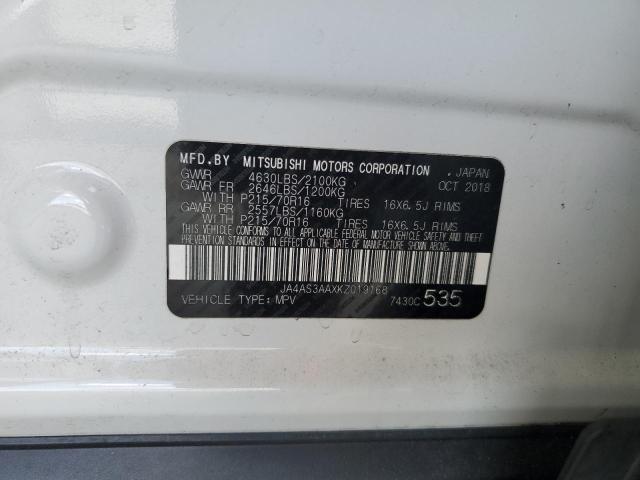 MFD.BY MITSUBISHI MOTORS CORPORATION , JAPAN
GVWR 4630LBS/2100KG OCT 2018
GAWR FR 2646LBS/1200KG
WITH P215/70R16 TIRES 16X6.5J RIMS
GAWR RR 2557LBS/1160KG
WITH P215/70R16 TIRES 16X6.5J RIMS
THIS VEHICLE CONFORMS TO ALL APPLICABLE FEDERAL MOTOR VEHICLE SAFETY AND THEFT
PREVENTION STANDARDS IN EFFECT ON THE DATE OF MANUFACTURE SHOWN ABOVE.
JA4AS3AAXKZ019168
VEHICLE TYPE: MPV 7430C 535